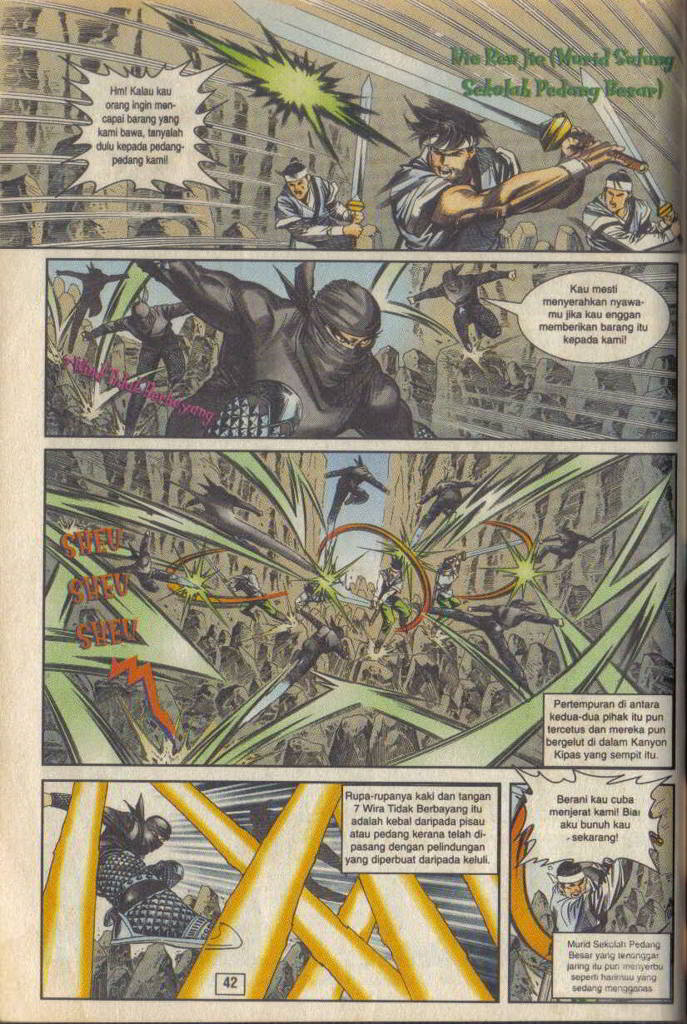 Nie Ren Jie (Murid Sulung
Sekolah Pedang Besar)
Hm! Kalau kau
orang ingin men-
capai barang yang
kami bawa, tanyalah
dulu kepada pedang-
pedang kami!
Kau mesti
menyerahkan nyawa-
mu jika kau enggan
memberikan barang itu
kepada kami!
Tidak Berbayang
SHEU
SHEU
SHEU
Pertempuran di antara
kedua-dua pihak itu pun
tercetus dan mereka pun
bergelut di dalam Kanyon
Kipas yang sempit itu.
Rupa-rupanya kaki dan tangan
7 Wira Tidak Berbayang itu
adalah kebal daripada pisau
atau pedang kerana telah di-
pasang dengan pelindungan
yang diperbuat daripada keluli.
Berani kau cuba
menjerat kami! Biar
aku bunuh kau
sekarang!
Murid Sekolah Pedang
Besar yang
jaring itu pun menyerbu
seperti harimau yang
sedang mengganas
42